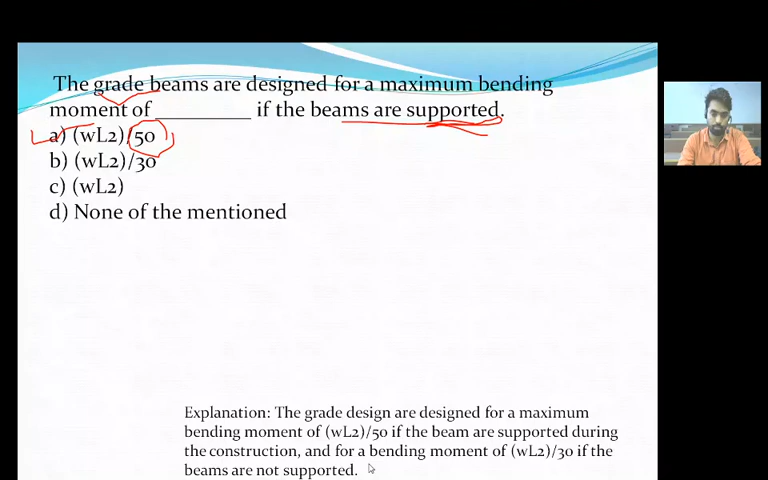 The grade beams are designed for a maximum bending
moment of __________ if the beams are supported.
a) (wL2)/50
b) (wL2)/30
c) (wL2)
d) None of the mentioned
Explanation: The grade design are designed for a maximum
bending moment of (wL2)/50 if the beam are supported during
the construction, and for a bending moment of (wL2)/30 if the
beams are not supported.